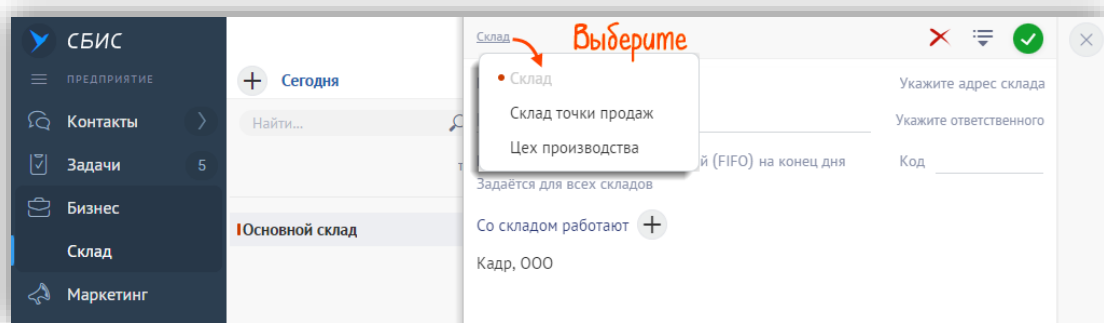 СБИС
Склад
Выберите
ПРЕДПРИЯТИЕ
Сегодня
Склад
Укажите адрес склада
Контакты
Найти...
Склад точки продаж
Укажите ответственного
Задачи 5
Цех производства
й (FIFO) на конец дня
Код
Задаётся для всех складов
Бизнес
Основной склад
Со складом работают
Склад
Кадр, ООО
Маркетинг